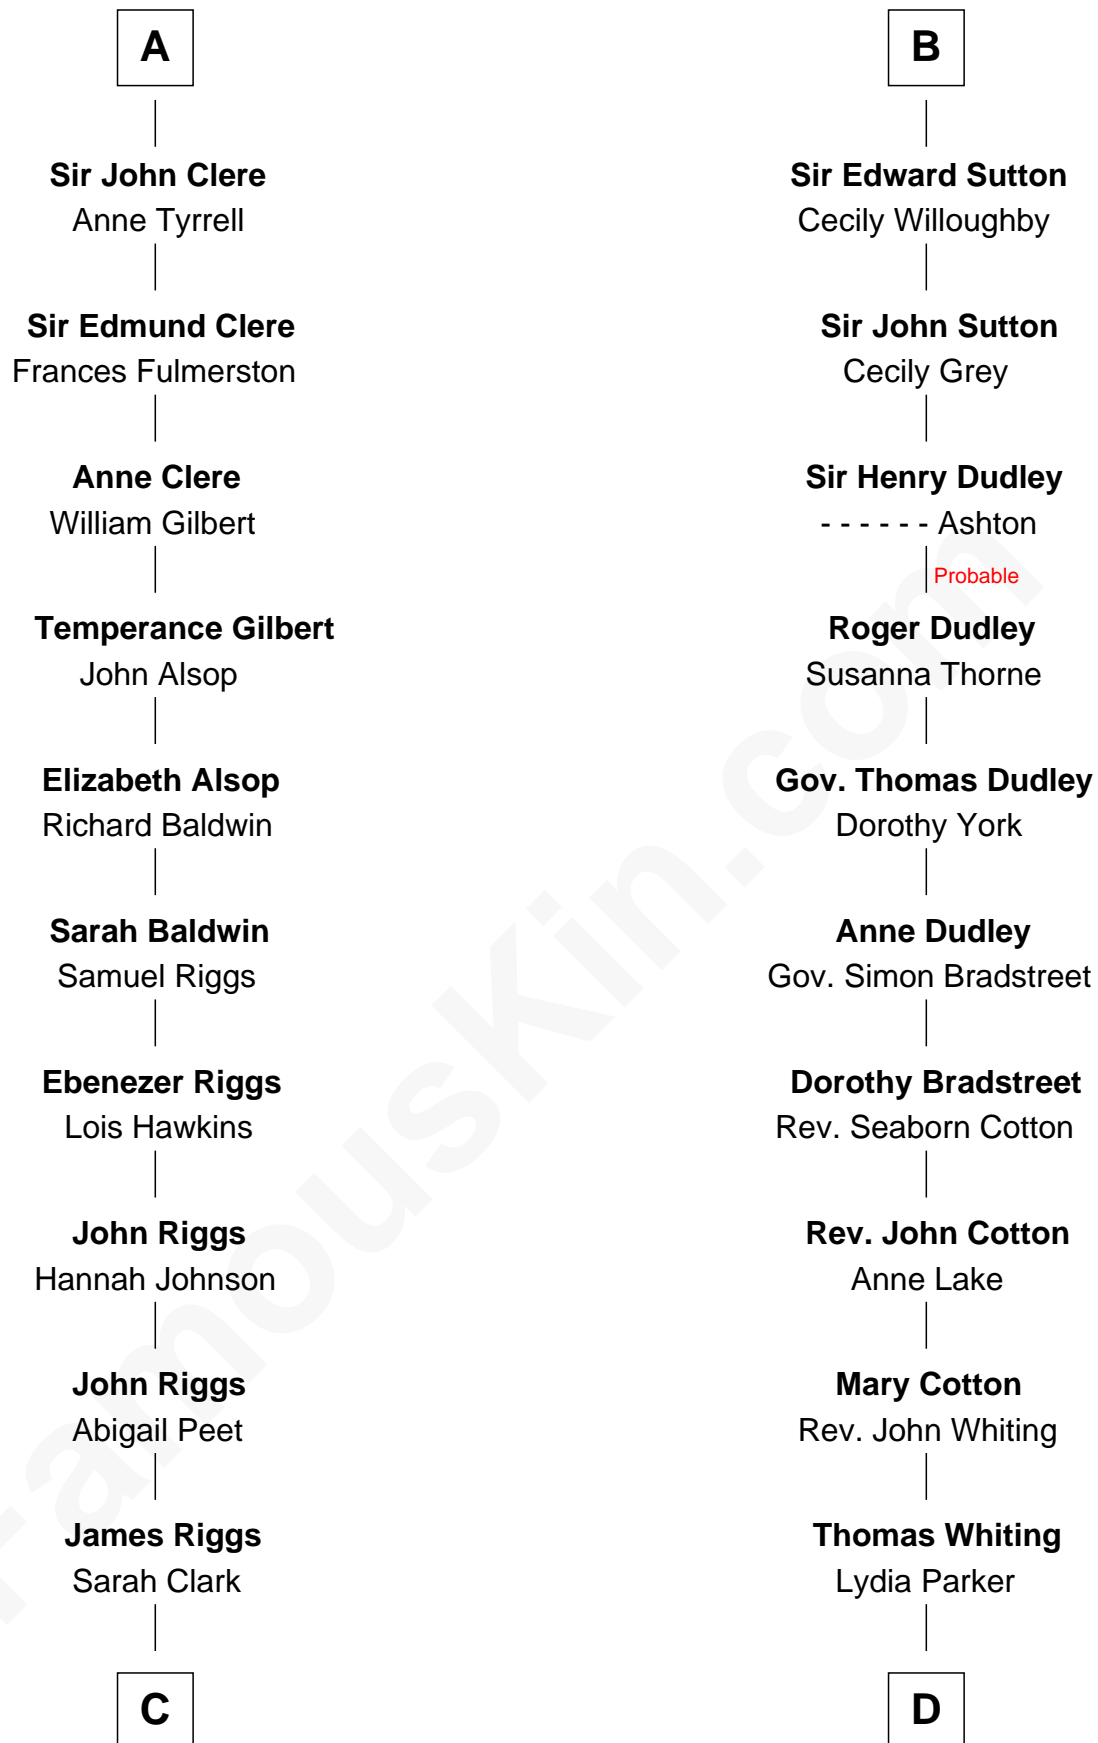 A
Sir John Clere
Anne Tyrrell
Sir Edmund Clere
Frances Fulmerston
Anne Clere
William Gilbert
Temperance Gilbert
John Alsop
Elizabeth Alsop
Richard Baldwin
Sarah Baldwin
Samuel Riggs
Ebenezer Riggs
Lois Hawkins
John Riggs
Hannah Johnson
John Riggs
Abigail Peet
James Riggs
Sarah Clark
C
B
Sir Edward Sutton
Cecily Willoughby
Sir John Sutton
Cecily Grey
Sir Henry Dudley
- - - - - - Ashton
Probable
Roger Dudley
Susanna Thorne
Gov. Thomas Dudley
Dorothy York
Anne Dudley
Gov. Simon Bradstreet
Dorothy Bradstreet
Rev. Seaborn Cotton
Rev. John Cotton
Anne Lake
Mary Cotton
Rev. John Whiting
Thomas Whiting
Lydia Parker
D
FamousKin.com